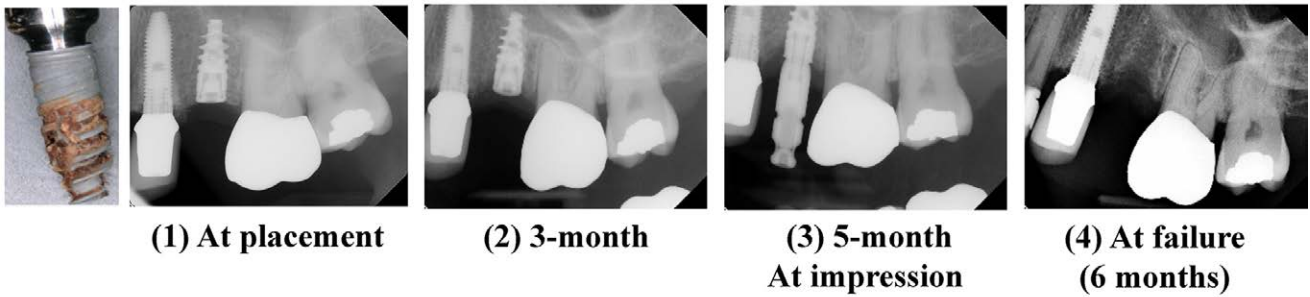 (1) At placement
(2) 3-month
(3) 5-month
At impression
(4) At failure
(6 months)